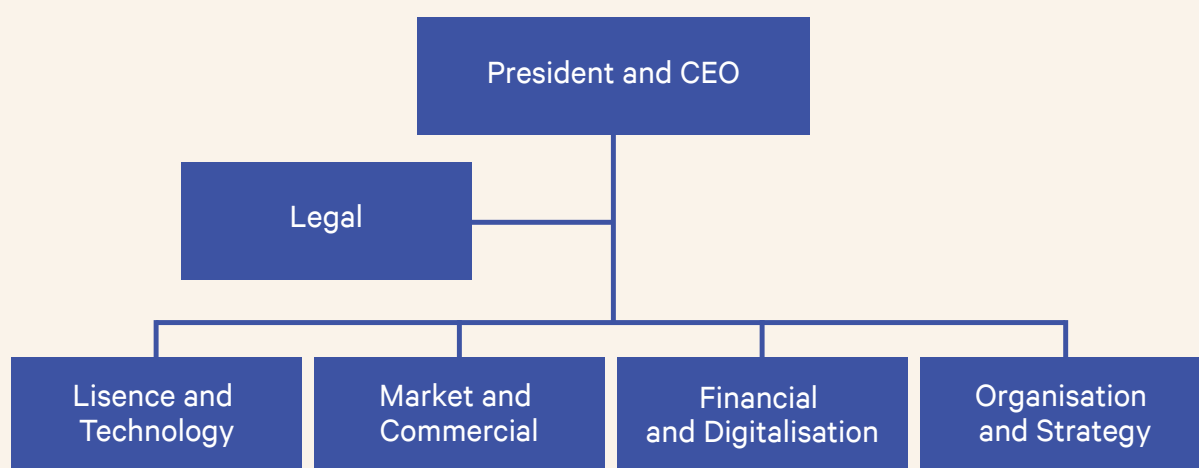 President and CEO
Legal
Lisence and
Technology
Market and
Commercial
Financial
and Digitalisation
Organisation
and Strategy